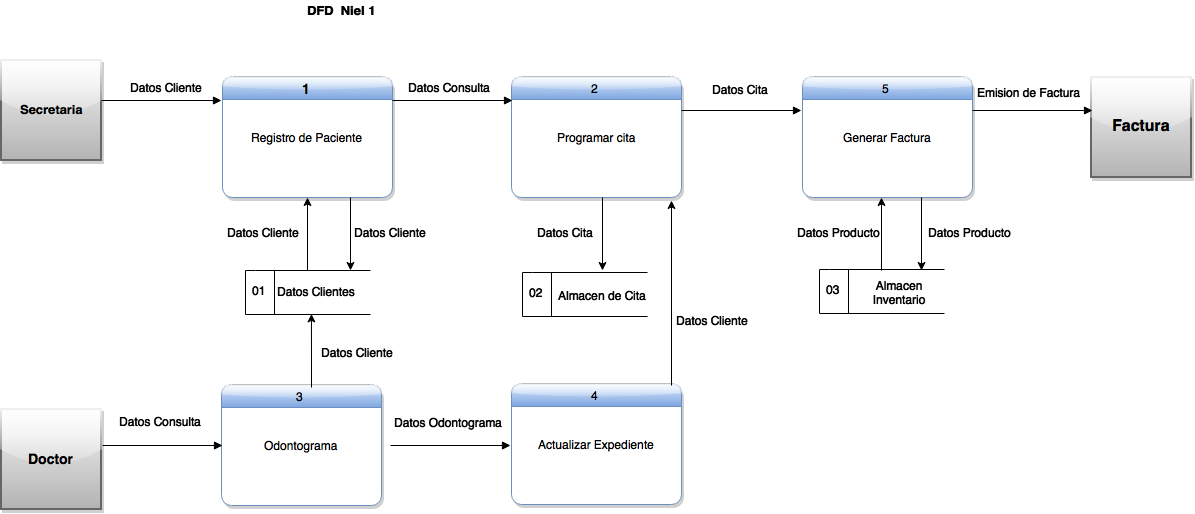 DFD Niel 1
Secretaria
Datos Cliente
1
Registro de Paciente
Datos Consulta
2
Programar cita
Datos Cita
5
Generar Factura
Emision de Factura
Factura
Datos Cliente
Datos Cliente
Datos Cita
Datos Producto
Datos Producto
01
Datos Clientes
02
Almacen de Cita
03
Almacen
Inventario
Datos Cliente
Datos Cliente
Doctor
Datos Consulta
3
Odontograma
Datos Odontograma
4
Actualizar Expediente